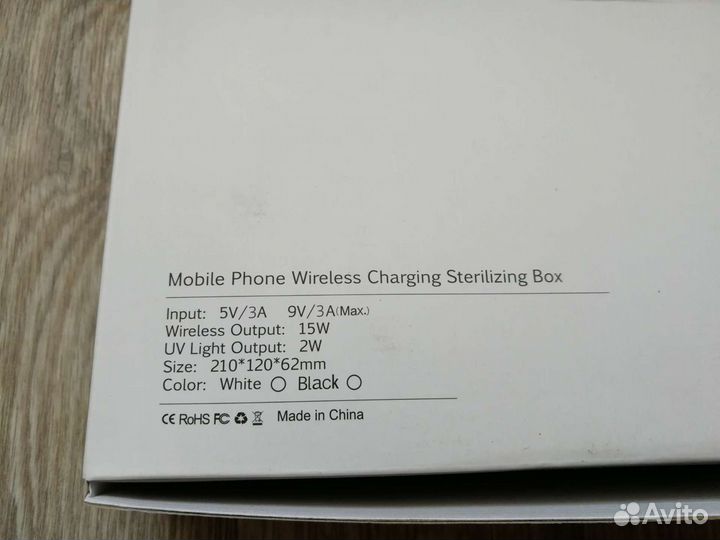 Mobile Phone Wireless Charging Sterilizing Box
Input: 5V/3A 9V/3A(Max.)
Wireless Output: 15W
UV Light Output: 2W
Size: 210*120*62mm
Color: White ○ Black ○
CE RoHS FC Made in China
Avito